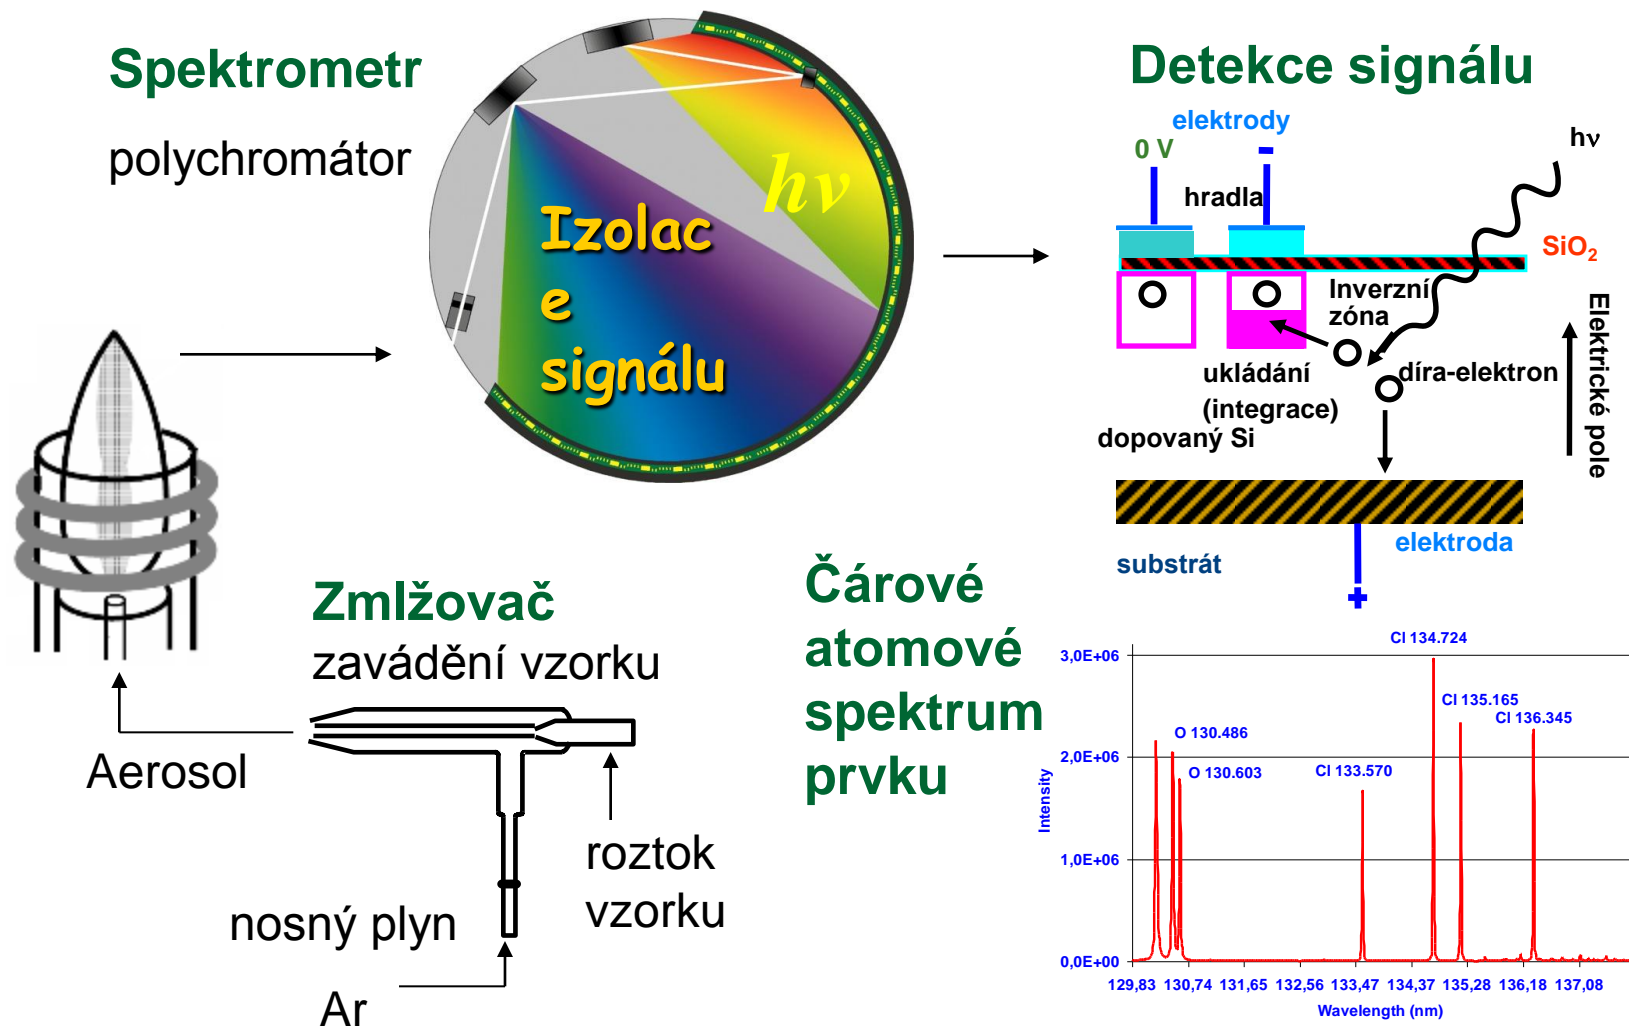 Spektrometr
polychromátor
hν
Izolac
e
signálu
Detekce signálu
elektrody
0 V
-
hν
hradla
SiO2
Inverzní
zóna
ukládání
(integrace)
díra-elektron
dopovaný Si
Elektrické pole
elektroda
substrát
+
Zmlžovač
zavádění vzorku
Aerosol
roztok
vzorku
nosný plyn
Ar
Čárové
atomové
spektrum
prvku
Cl 134.724
3,0E+06
Cl 135.165
Cl 136.345
O 130.486
2,0E+06
O 130.603
Cl 133.570
Intensity
1,0E+06
0,0E+00
129,83 130,74 131,65 132,56 133,47 134,37 135,28 136,18 137,08
Wavelength (nm)